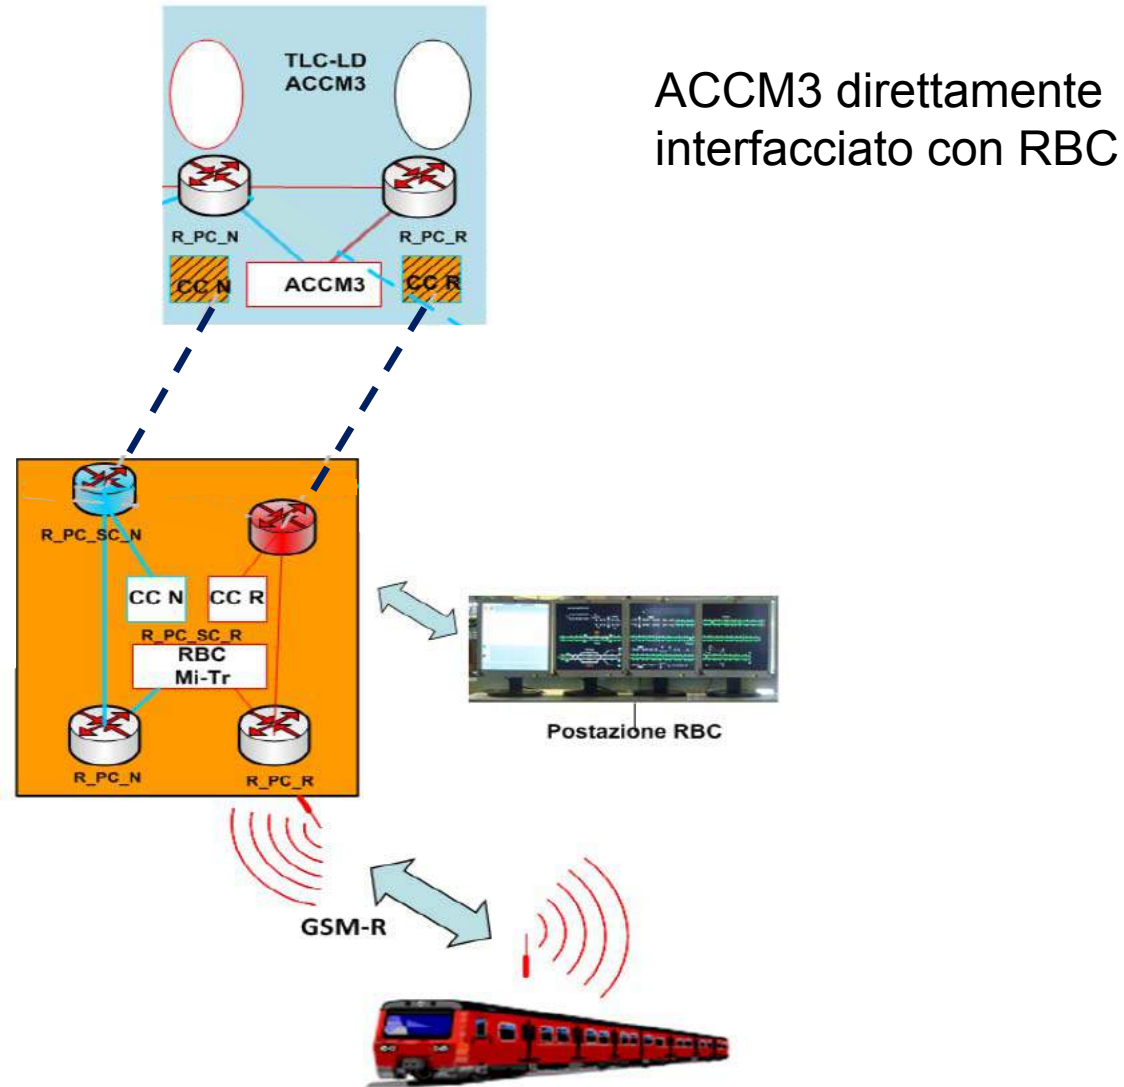 TLC-LD
ACCM3
ACCM3 direttamente
interfacciato con RBC
R_PC_N
R_PC_R
CC N
ACCM3
CC R
R_PC_SC_N
CC N
CC R
R_PC_SC_R
RBC
Mi-Tr
R_PC_N
R_PC_R
Postazione RBC
GSM-R